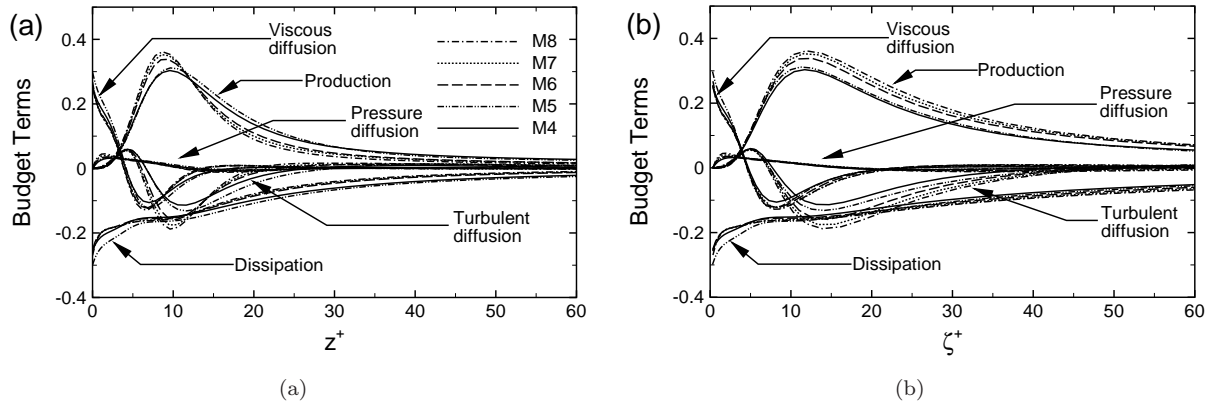 (a)
Budget Terms
0.4
0.2
0
-0.2
-0.4
Viscous
diffusion
Production
Pressure
diffusion
Turbulent
diffusion
Dissipation
M8
M7
M6
M5
M4
0 10 20 30 40 50 60
z+
(a)
(b)
Budget Terms
0.4
0.2
0
-0.2
-0.4
Viscous
diffusion
Production
Pressure
diffusion
Turbulent
diffusion
Dissipation
0 10 20 30 40 50 60
ζ+
(b)